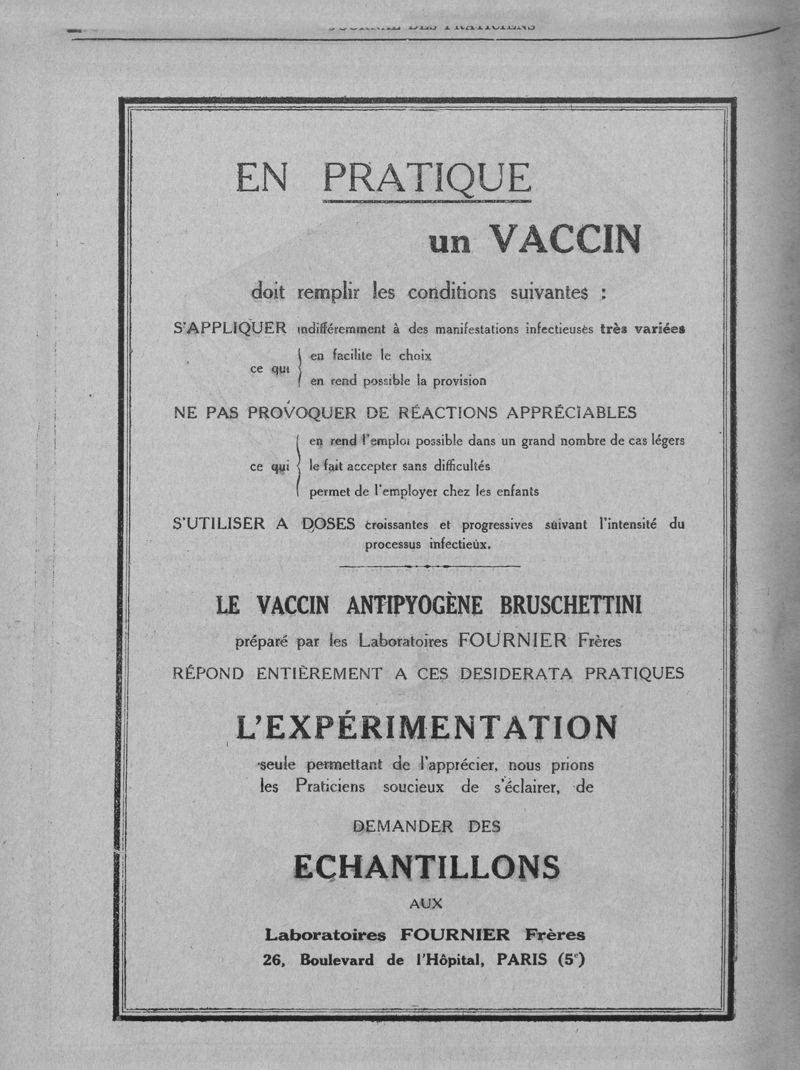 JOURNAL DES PRATICIENS
EN PRATIQUE
un VACCIN
doit remplir les conditions suivantes :
S'APPLIQUER indifféremment à des manifestations infectieuses très variées
ce qui
en facilite le choix
en rend possible la provision
NE PAS PROVOQUER DE RÉACTIONS APPRÉCIABLES
ce qui
en rend l'emploi possible dans un grand nombre de cas légers
le fait accepter sans difficultés
permet de l'employer chez les enfants
S'UTILISER A DOSES croissantes et progressives suivant l'intensité du
processus infectieux.
LE VACCIN ANTIPYOGÈNE BRUSCHETTINI
préparé par les Laboratoires FOURNIER Frères
RÉPOND ENTIÈREMENT A CES DESIDERATA PRATIQUES
L'EXPÉRIMENTATION
seule permettant de l'apprécier, nous prions
les Praticiens soucieux de s'éclairer, de
DEMANDER DES
ECHANTILLONS
AUX
Laboratoires FOURNIER Frères
26, Boulevard de l'Hôpital, PARIS (5e)